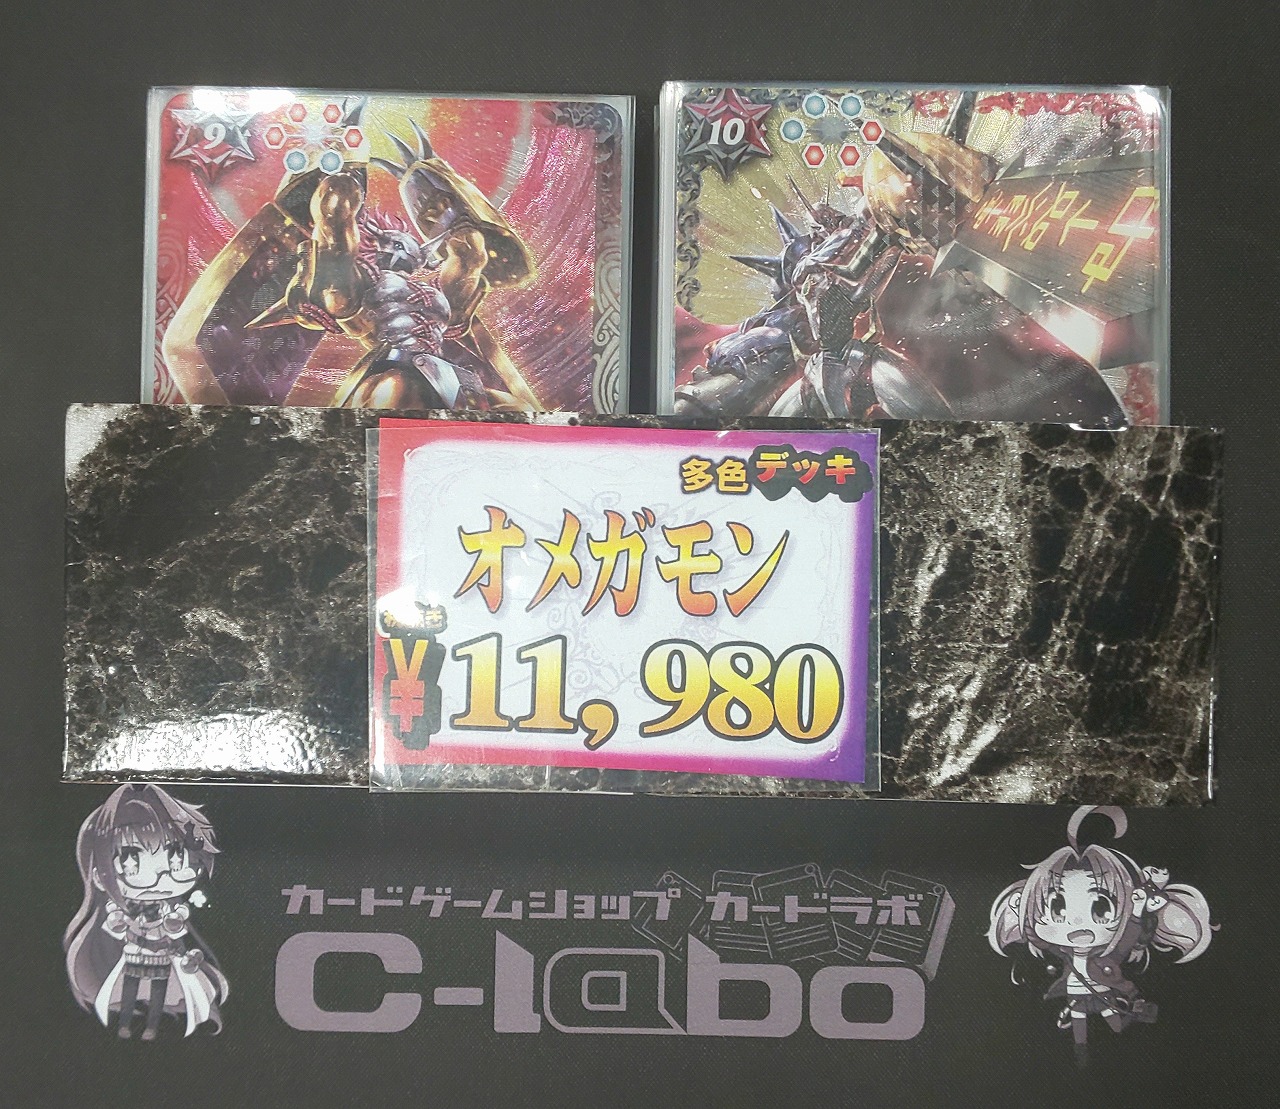 9
10
多色デッキ
オメガモン
¥11,980
カードゲームショップ カードラボ
C-labo